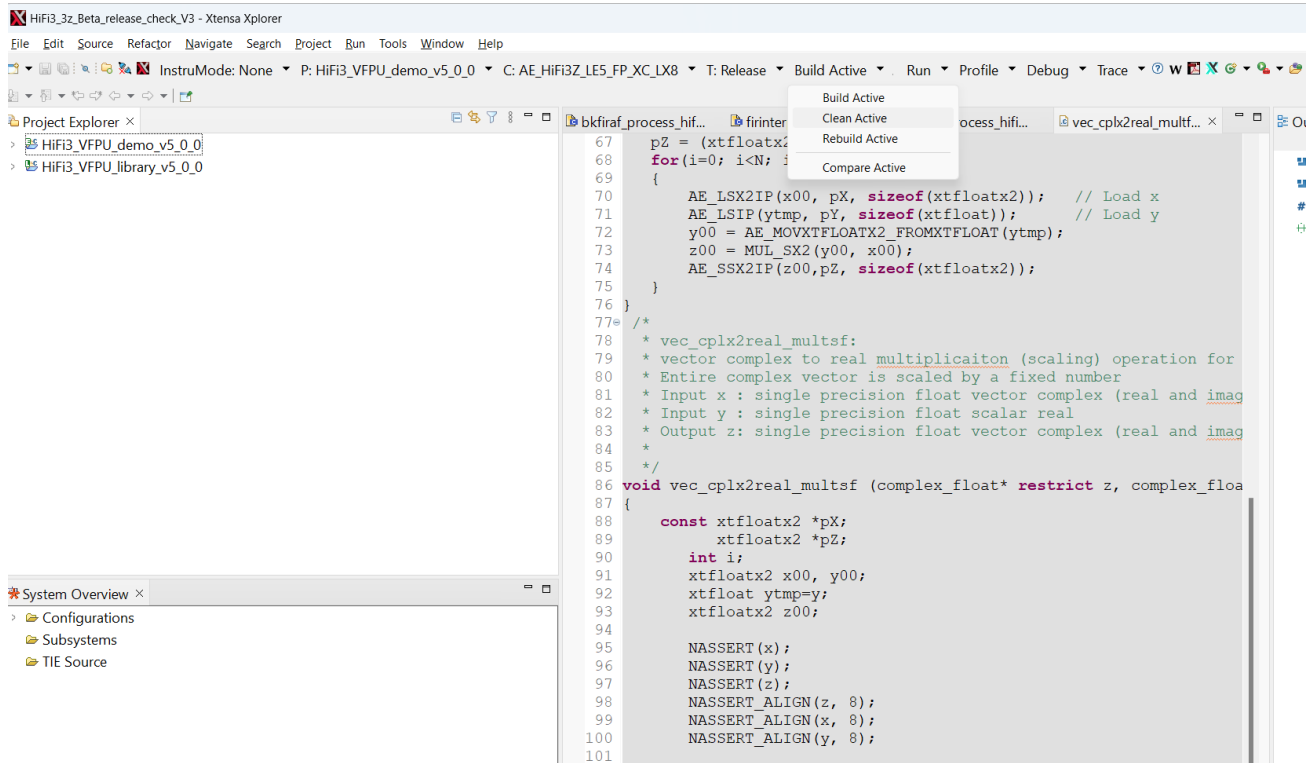 HiFi3_3z_Beta_release_check_V3 - Xtensa Xplorer
File Edit Source Refactor Navigate Search Project Run Tools Window Help
InstruMode: None P: HiFi3_VFPU_demo_v5_0_0 C: AE_HiFi3Z_LE5_FP_XC_LX8 T: Release Build Active Run Profile Debug Trace
Build Active
Clean Active
Rebuild Active
Compare Active
Project Explorer
HiFi3_VFPU_demo_v5_0_0
HiFi3_VFPU_library_v5_0_0
System Overview
Configurations
Subsystems
TIE Source
bkfiraf_process_hif... firinter ocess_hifi... vec_cplx2real_multf... Ou
67 pZ = (xtfloatx2
68 for(i=0; i<N; i
69 {
70 AE_LSX2IP(x00, pX, sizeof(xtfloatx2)); // Load x
71 AE_LSIP(ytmp, pY, sizeof(xtfloat)); // Load y
72 y00 = AE_MOVXTFLOATX2_FROMXTFLOAT(ytmp);
73 z00 = MUL_SX2(y00, x00);
74 AE_SSX2IP(z00,pZ, sizeof(xtfloatx2));
75 }
76 }
77 /*
78 * vec_cplx2real_multsf:
79 * vector complex to real multiplicaiton (scaling) operation for
80 * Entire complex vector is scaled by a fixed number
81 * Input x : single precision float vector complex (real and imag
82 * Input y : single precision float scalar real
83 * Output z: single precision float vector complex (real and imag
84 *
85 */
86 void vec_cplx2real_multsf (complex_float* restrict z, complex_floa
87 {
88 const xtfloatx2 *pX;
89 xtfloatx2 *pZ;
90 int i;
91 xtfloatx2 x00, y00;
92 xtfloat ytmp=y;
93 xtfloatx2 z00;
94
95 NASSERT(x);
96 NASSERT(y);
97 NASSERT(z);
98 NASSERT_ALIGN(z, 8);
99 NASSERT_ALIGN(x, 8);
100 NASSERT_ALIGN(y, 8);
101